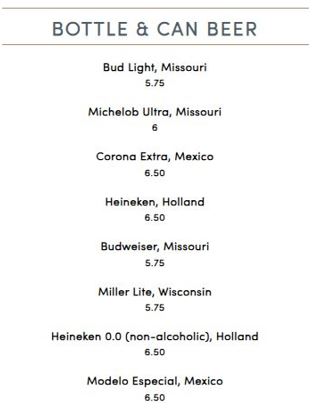 BOTTLE & CAN BEER
Bud Light, Missouri
5.75
Michelob Ultra, Missouri
6
Corona Extra, Mexico
6.50
Heineken, Holland
6.50
Budweiser, Missouri
5.75
Miller Lite, Wisconsin
5.75
Heineken 0.0 (non-alcoholic), Holland
6.50
Modelo Especial, Mexico
6.50